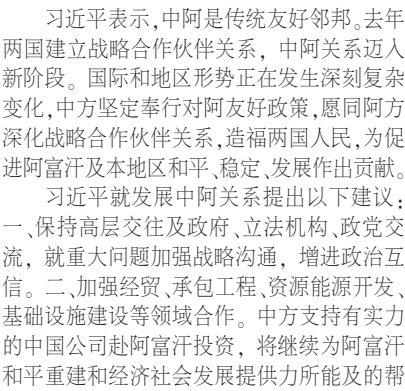 习近平表示,中阿是传统友好邻邦。去年
两国建立战略合作伙伴关系，中阿关系迈入
新阶段。国际和地区形势正在发生深刻复杂
变化,中方坚定奉行对阿友好政策,愿同阿方
深化战略合作伙伴关系,造福两国人民,为促
进阿富汗及本地区和平、稳定、发展作出贡献。
习近平就发展中阿关系提出以下建议：
一、保持高层交往及政府、立法机构、政党交
流，就重大问题加强战略沟通，增进政治互
信。二、加强经贸、承包工程、资源能源开发、
基础设施建设等领域合作。中方支持有实力
的中国公司赴阿富汗投资，将继续为阿富汗
和平重建和经济社会发展提供力所能及的帮